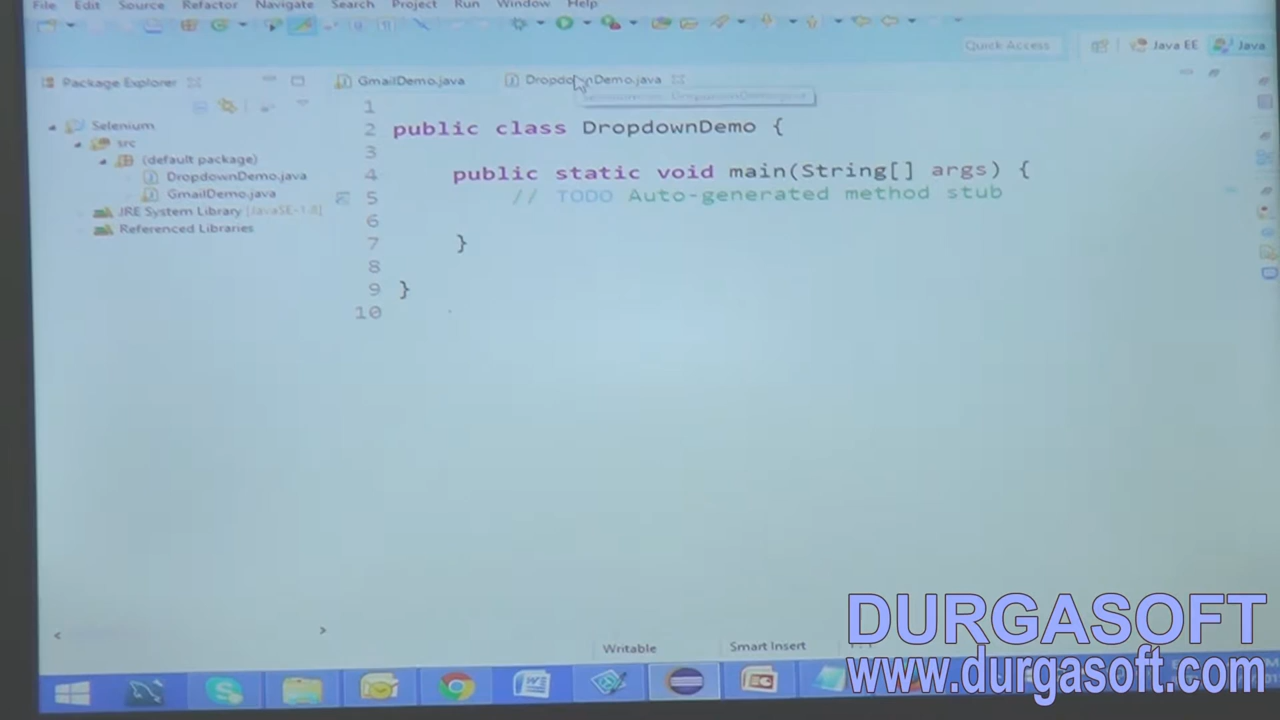 File Edit Source Refactor Navigate Search Project Run Window Help
Quick Access Java EE Java
Package Explorer GmailDemo.java DropdownDemo.java
Selenium
src
(default package)
DropdownDemo.java
GmailDemo.java
JRE System Library [JavaSE-1.8]
Referenced Libraries
1
2 public class DropdownDemo {
3
4 public static void main(String[] args) {
5 // TODO Auto-generated method stub
6
7 }
8
9 }
10
Writable Smart Insert
DURGASOFT
www.durgasoft.com